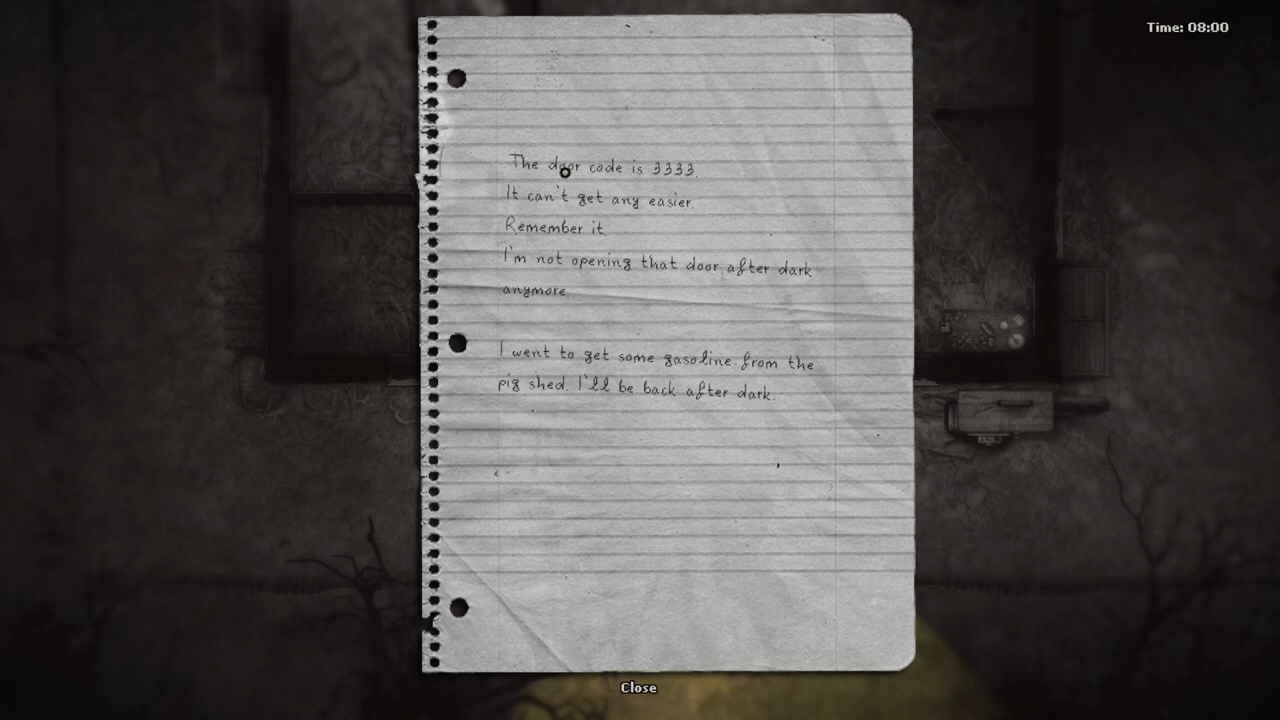 Time: 08:00
The door code is 3333.
It can't get any easier.
Remember it.
I'm not opening that door after dark
anymore.
I went to get some gasoline from the
pig shed. I'll be back after dark.
Close